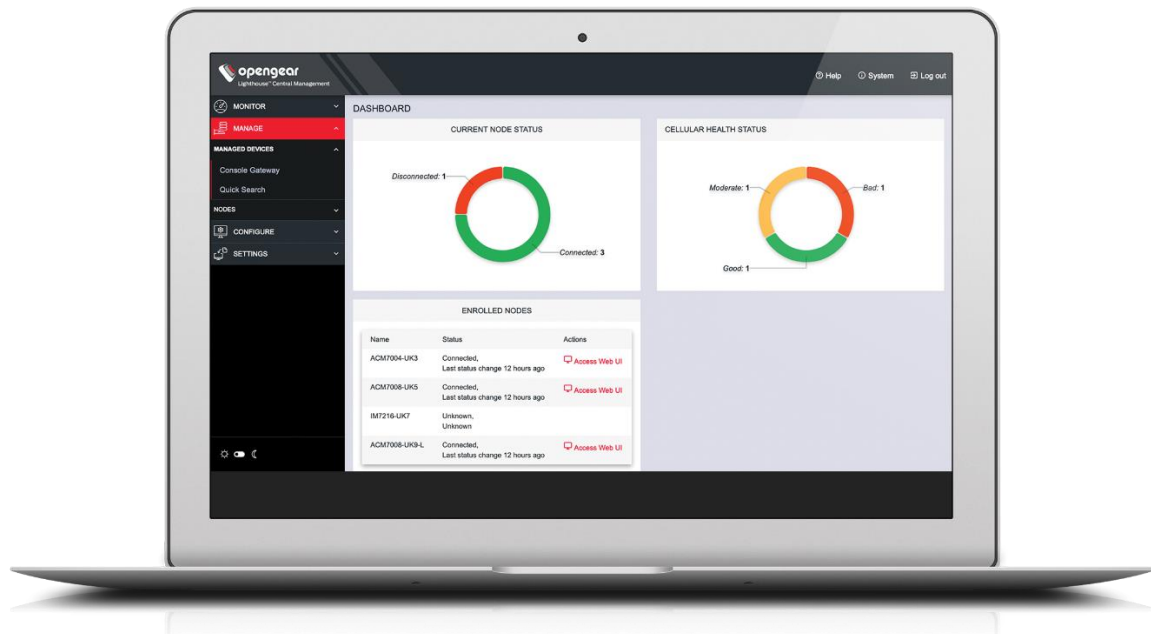 opengear
Lighthouse™ Central Management
Help
System
Log out
MONITOR
MANAGE
MANAGED DEVICES
Console Gateway
Quick Search
NODES
CONFIGURE
SETTINGS
DASHBOARD
CURRENT NODE STATUS
Disconnected: 1
Connected: 3
CELLULAR HEALTH STATUS
Moderate: 1
Bad: 1
Good: 1
ENROLLED NODES
Name Status Actions
ACM7004-UK3 Connected, Access Web UI
Last status change 12 hours ago
ACM7008-UK5 Connected, Access Web UI
Last status change 12 hours ago
IM7216-UK7 Unknown,
Unknown
ACM7008-UK9-L Connected, Access Web UI
Last status change 12 hours ago